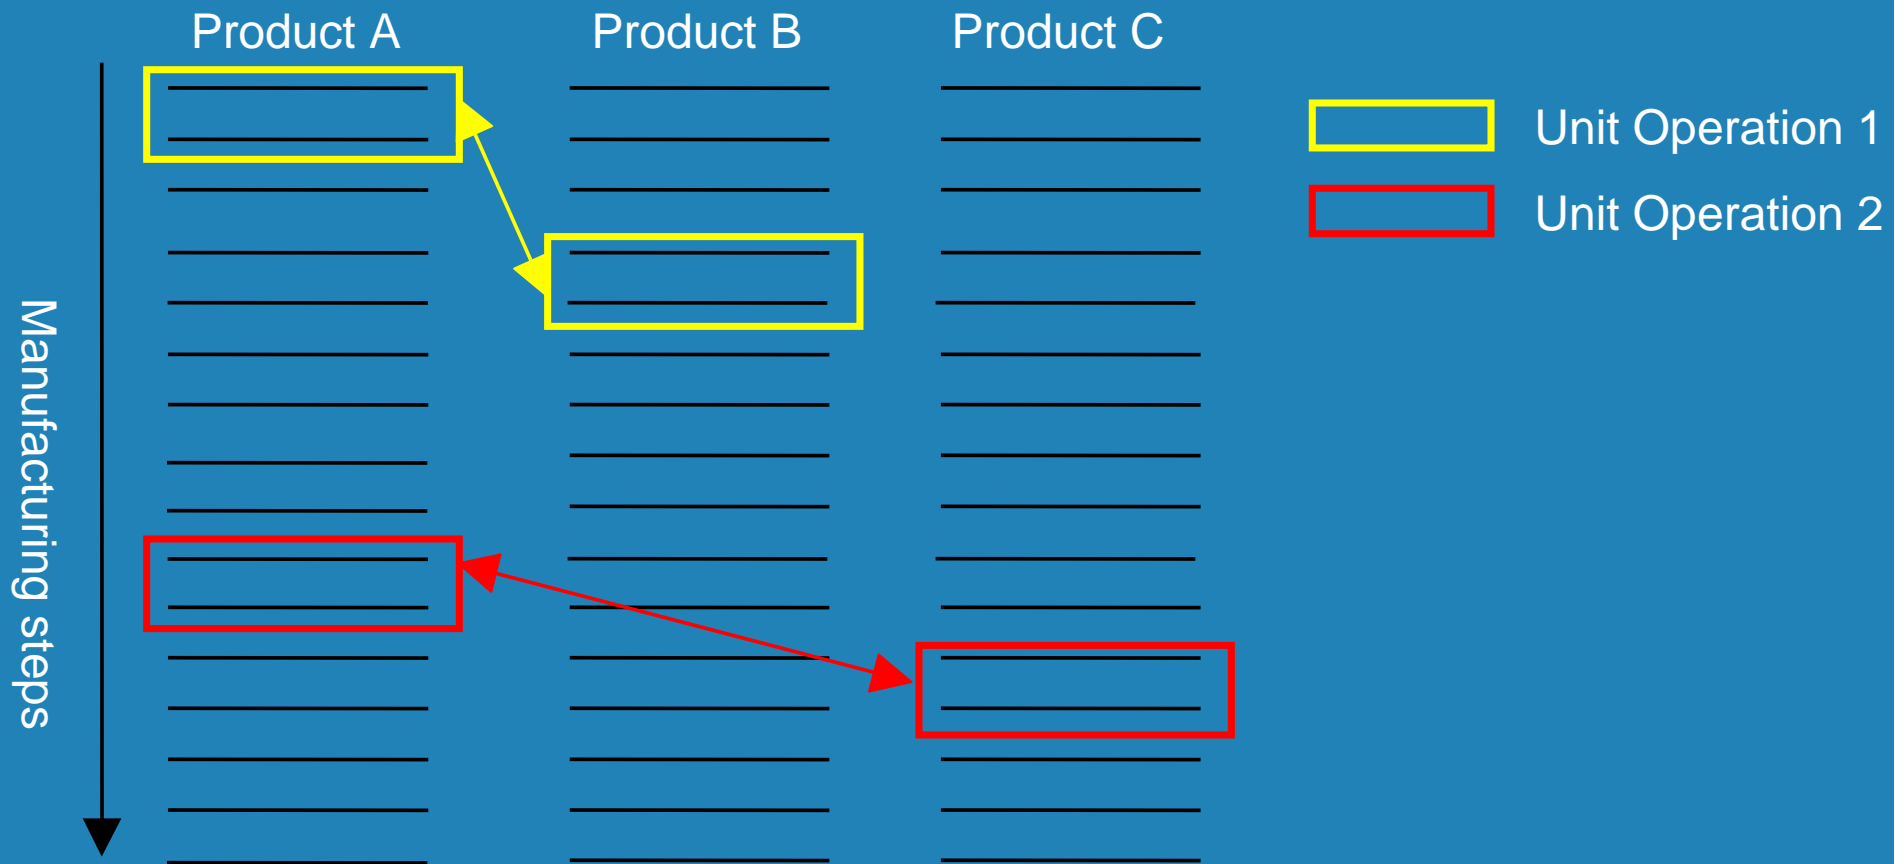 Product A
Product B
Product C
Unit Operation 1
Unit Operation 2
Manufacturing steps